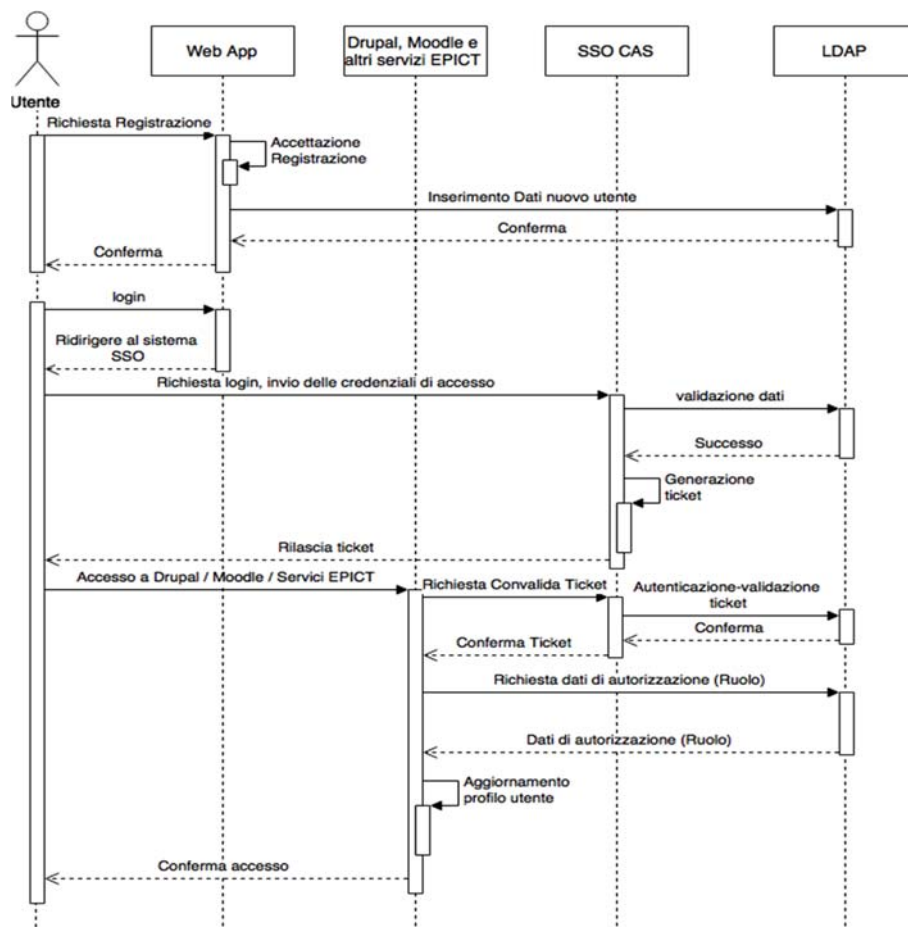 Utente
Web App
Drupal, Moodle e
altri servizi EPICT
SSO CAS
LDAP
Richiesta Registrazione
Accettazione
Registrazione
Inserimento Dati nuovo utente
Conferma
Conferma
login
Ridirigere al sistema
SSO
Richiesta login, invio delle credenziali di accesso
validazione dati
Successo
Generazione
ticket
Rilascia ticket
Accesso a Drupal / Moodle / Servici EPICT
Richiesta Convalida Ticket
Autenticazione-validazione
ticket
Conferma
Conferma Ticket
Richiesta dati di autorizzazione (Ruolo)
Dati di autorizzazione (Ruolo)
Aggiornamento
profilo utente
Conferma accesso